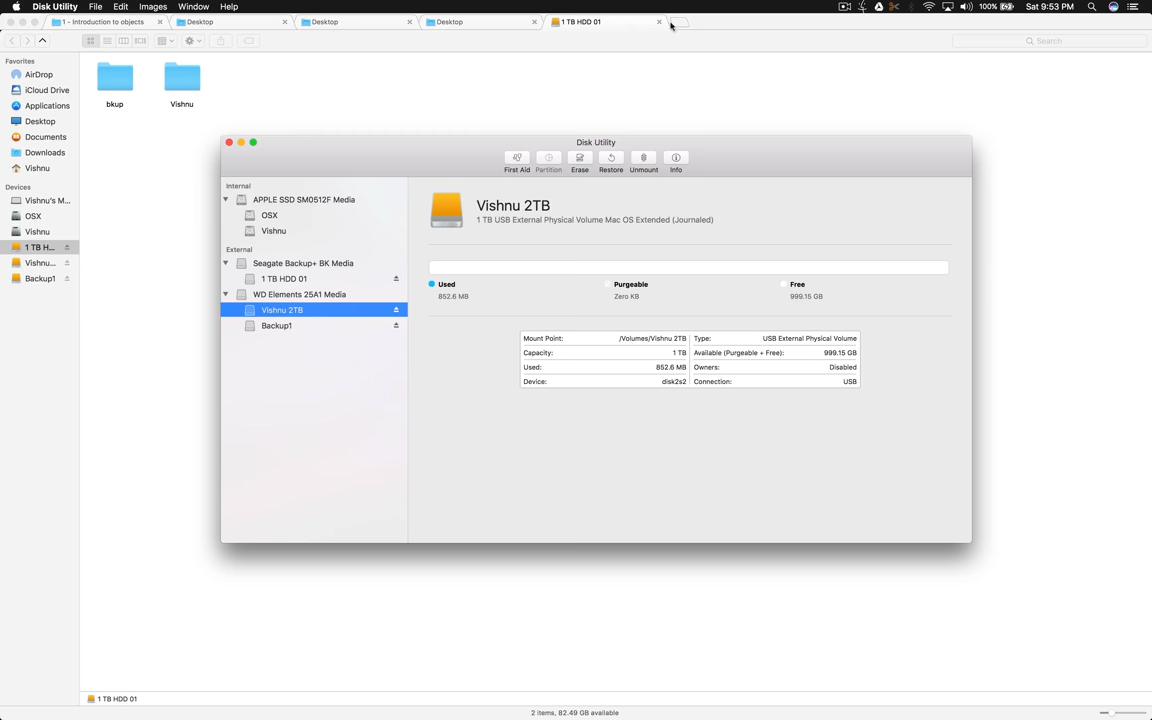 Disk Utility File Edit Images Window Help 100% Sat 9:53 PM
1 - Introduction to objects Desktop Desktop Desktop 1 TB HDD 01
Search
Favorites
AirDrop
iCloud Drive
Applications
Desktop
Documents
Downloads
Vishnu
Devices
Vishnu's M...
OSX
Vishnu
1 TB H...
Vishnu...
Backup1
bkup Vishnu
Disk Utility
First Aid Partition Erase Restore Unmount Info
Internal
APPLE SSD SM0512F Media
OSX
Vishnu
External
Seagate Backup+ BK Media
1 TB HDD 01
WD Elements 25A1 Media
Vishnu 2TB
Backup1
Vishnu 2TB
1 TB USB External Physical Volume Mac OS Extended (Journaled)
Used Purgeable Free
852.6 MB Zero KB 999.15 GB
Mount Point: /Volumes/Vishnu 2TB Type: USB External Physical Volume
Capacity: 1 TB Available (Purgeable + Free): 999.15 GB
Used: 852.6 MB Owners: Disabled
Device: disk2s2 Connection: USB
1 TB HDD 01
2 items, 82.49 GB available